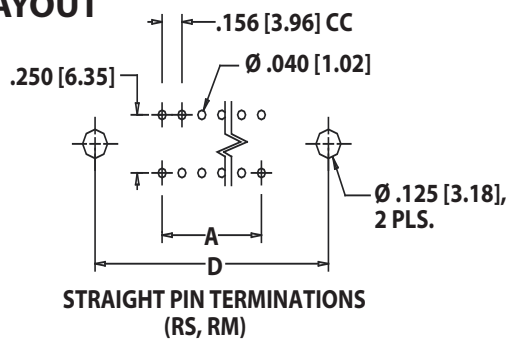 AYOUT
.156 [3.96] CC
.250 [6.35]
Ø .040 [1.02]
Ø .125 [3.18],
2 PLS.
A
D
STRAIGHT PIN TERMINATIONS
(RS, RM)